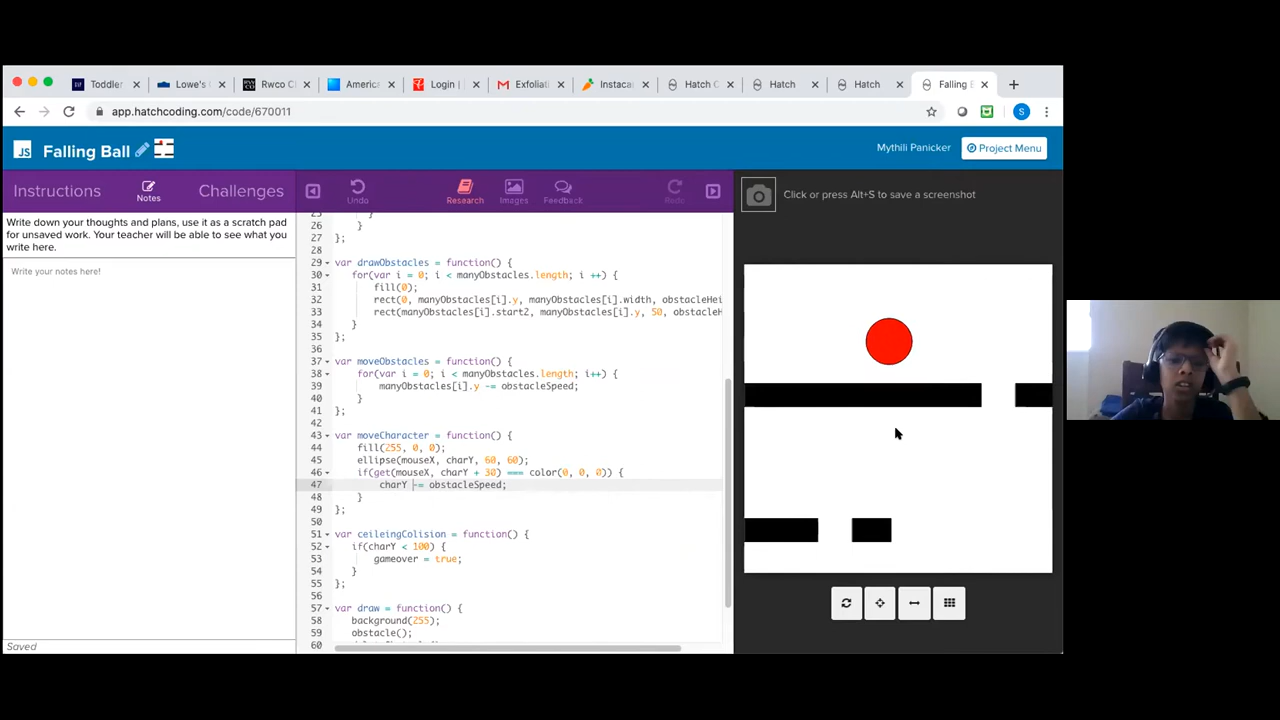 Toddler
Lowe's
Rwco Cl
America
Login |
Exfoliati
Instaca
Hatch C
Hatch
Hatch
Falling B
app.hatchcoding.com/code/670011
S
JS
Falling Ball
Mythili Panicker
Project Menu
Instructions
Notes
Challenges
Undo
Research
Images
Feedback
Redo
Click or press Alt+S to save a screenshot
Write down your thoughts and plans, use it as a scratch pad
for unsaved work. Your teacher will be able to see what you
write here.
Write your notes here!
25 }
26 }
27 };
28
29 var drawObstacles = function() {
30 for(var i = 0; i < manyObstacles.length; i ++) {
31 fill(0);
32 rect(0, manyObstacles[i].y, manyObstacles[i].width, obstacleHei
33 rect(manyObstacles[i].start2, manyObstacles[i].y, 50, obstacleH
34 }
35 };
36
37 var moveObstacles = function() {
38 for(var i = 0; i < manyObstacles.length; i++) {
39 manyObstacles[i].y -= obstacleSpeed;
40 }
41 };
42
43 var moveCharacter = function() {
44 fill(255, 0, 0);
45 ellipse(mouseX, charY, 60, 60);
46 if(get(mouseX, charY + 30) === color(0, 0, 0)) {
47 charY -= obstacleSpeed;
48 }
49 };
50
51 var ceileingColision = function() {
52 if(charY < 100) {
53 gameover = true;
54 }
55 };
56
57 var draw = function() {
58 background(255);
59 obstacle();
60
Saved